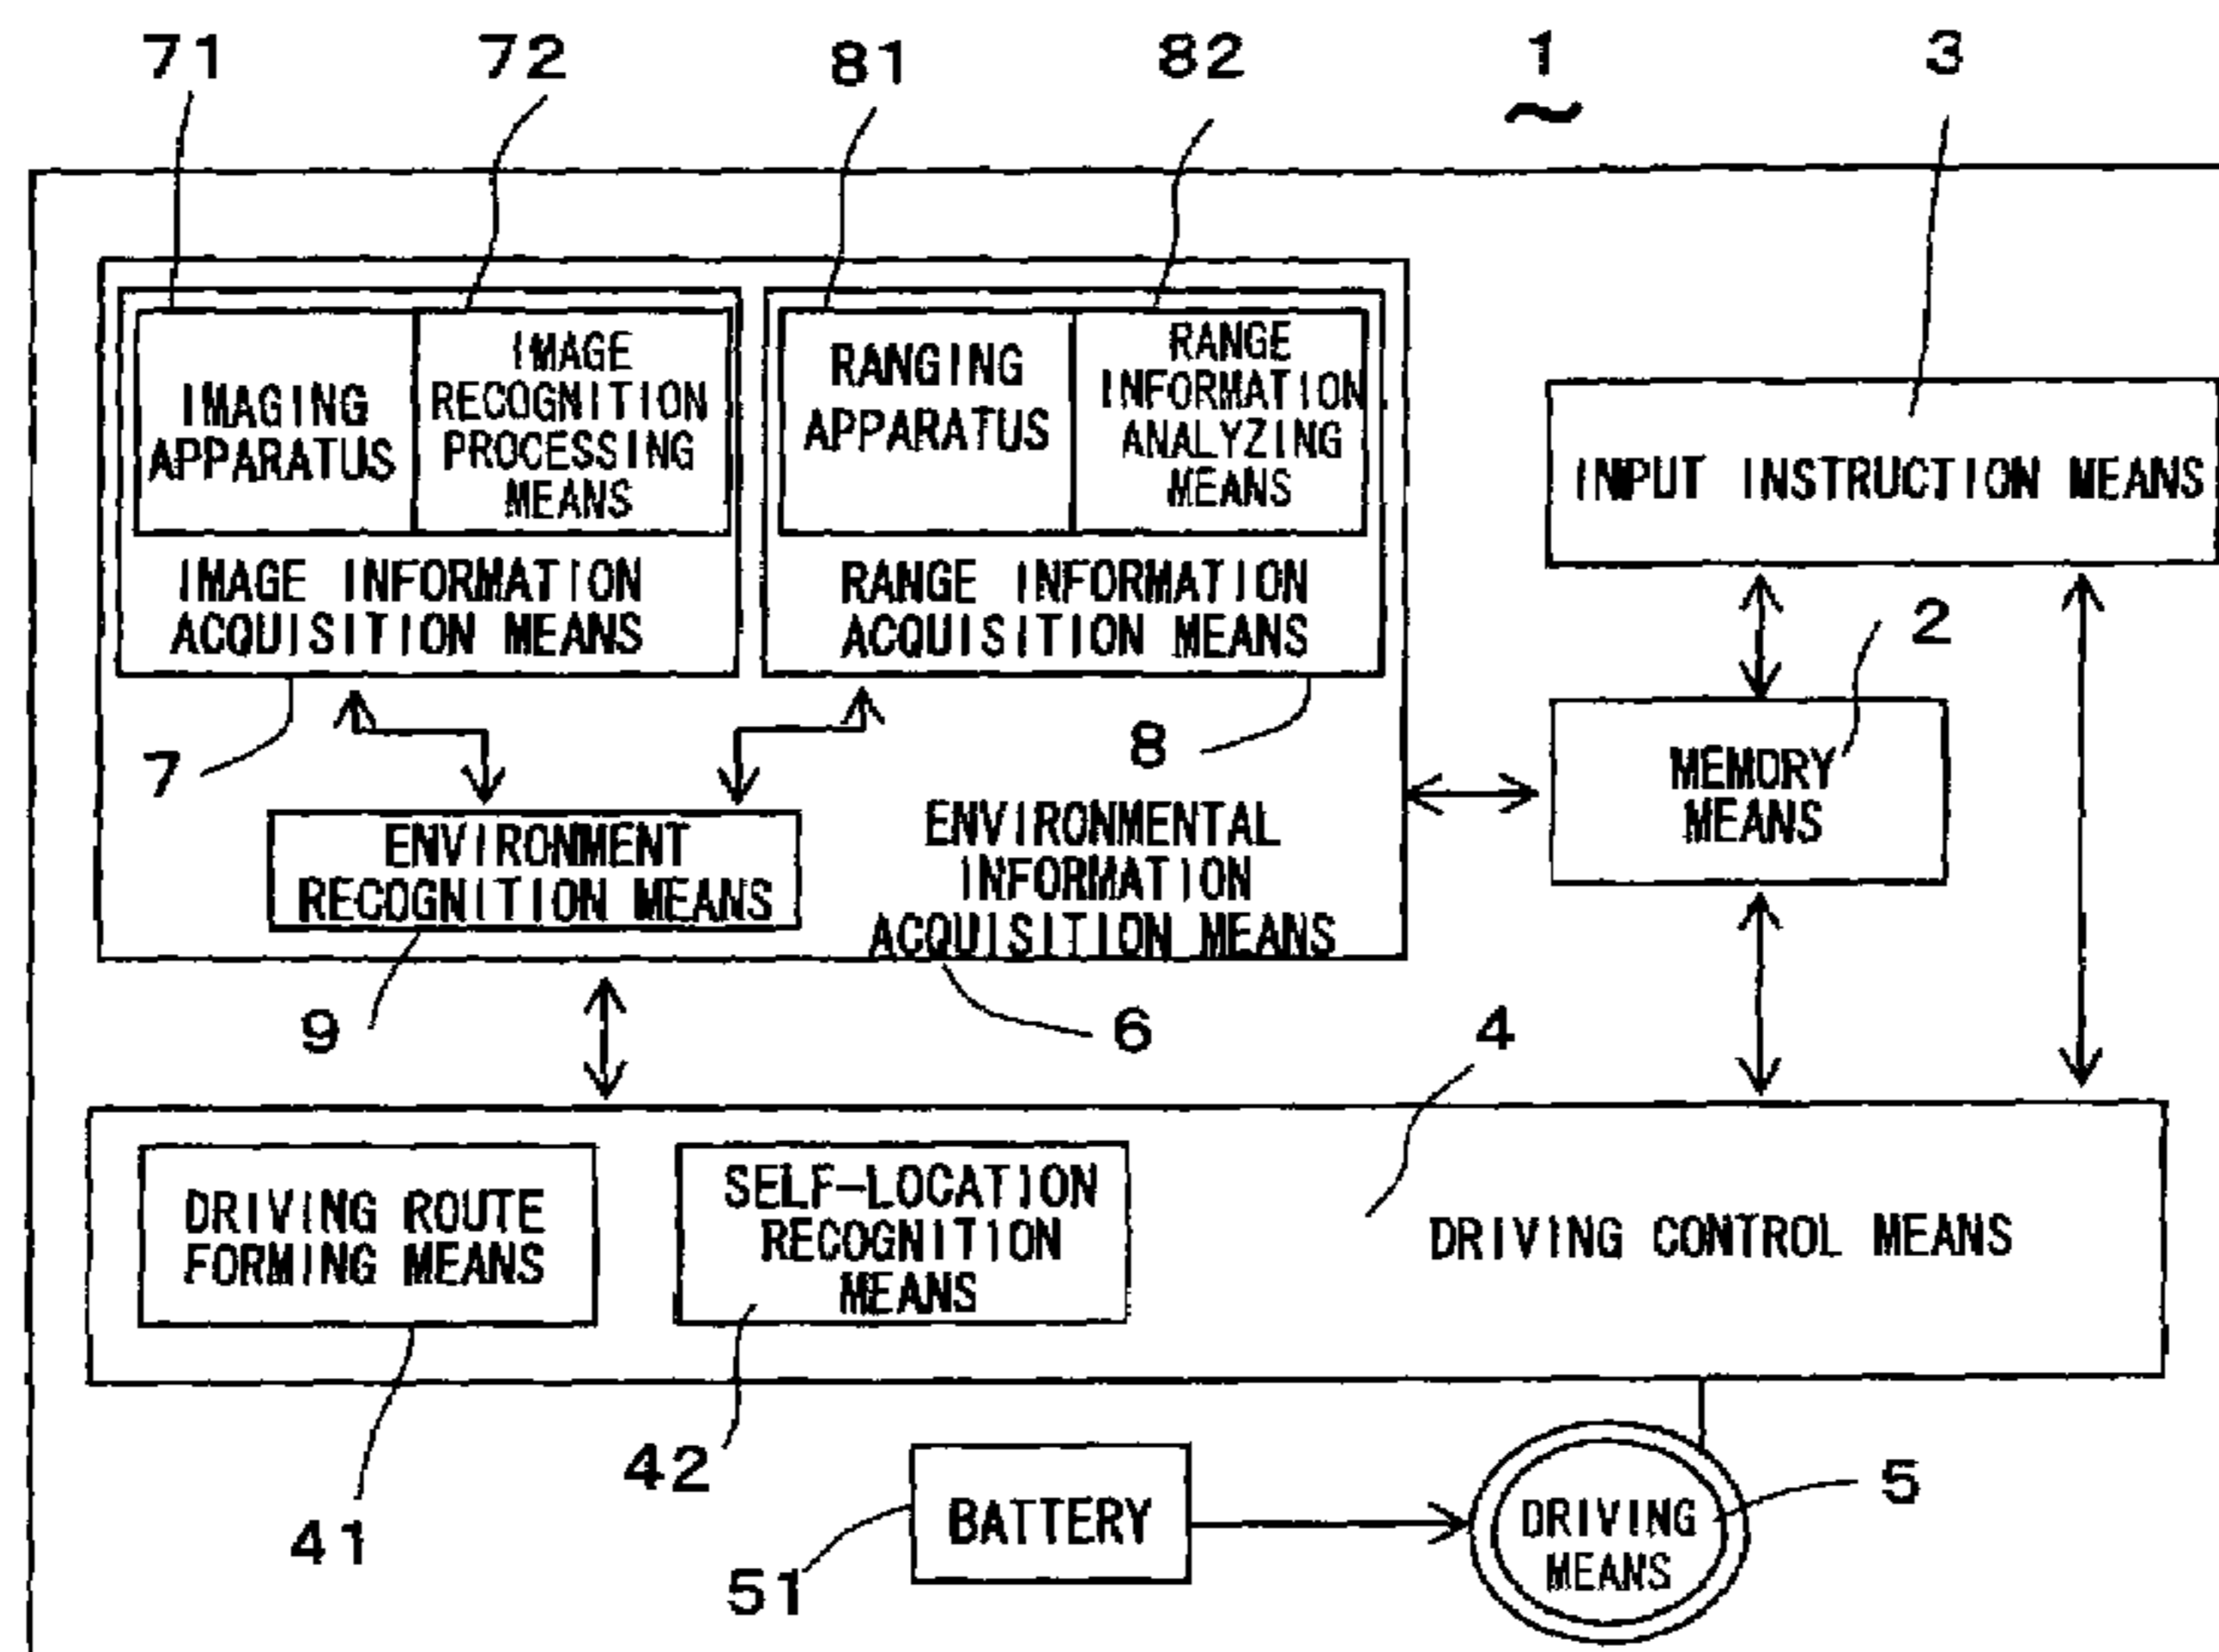 71
72
81
82
1
3
IMAGING
APPARATUS
IMAGE
RECOGNITION
PROCESSING
MEANS
RANGING
APPARATUS
RANGE
INFORMATION
ANALYZING
MEANS
IMAGE INFORMATION
ACQUISITION MEANS
RANGE INFORMATION
ACQUISITION MEANS
INPUT INSTRUCTION MEANS
2
7
8
MEMORY
MEANS
ENVIRONMENT
RECOGNITION MEANS
ENVIRONMENTAL
INFORMATION
ACQUISITION MEANS
9
6
4
DRIVING ROUTE
FORMING MEANS
SELF-LOCATION
RECOGNITION
MEANS
DRIVING CONTROL MEANS
41
42
51
BATTERY
DRIVING
MEANS
5